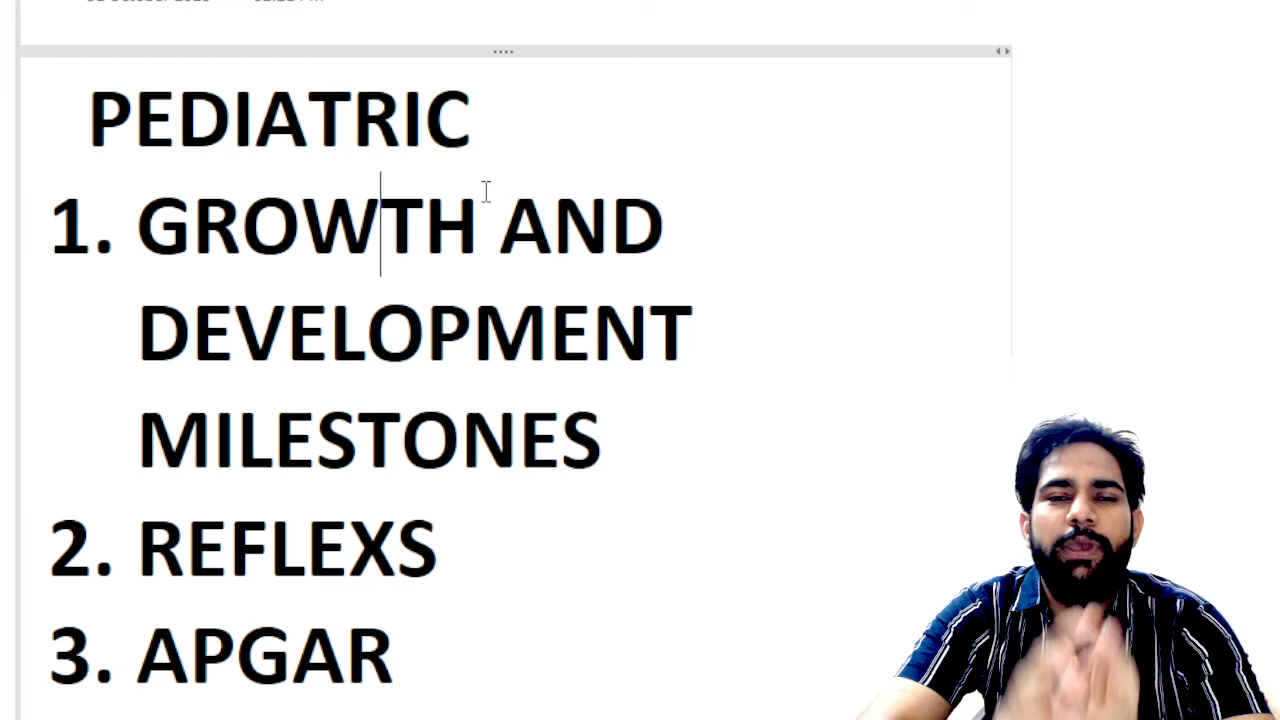 PEDIATRIC
1. GROWTH AND
DEVELOPMENT
MILESTONES
2. REFLEXS
3. APGAR